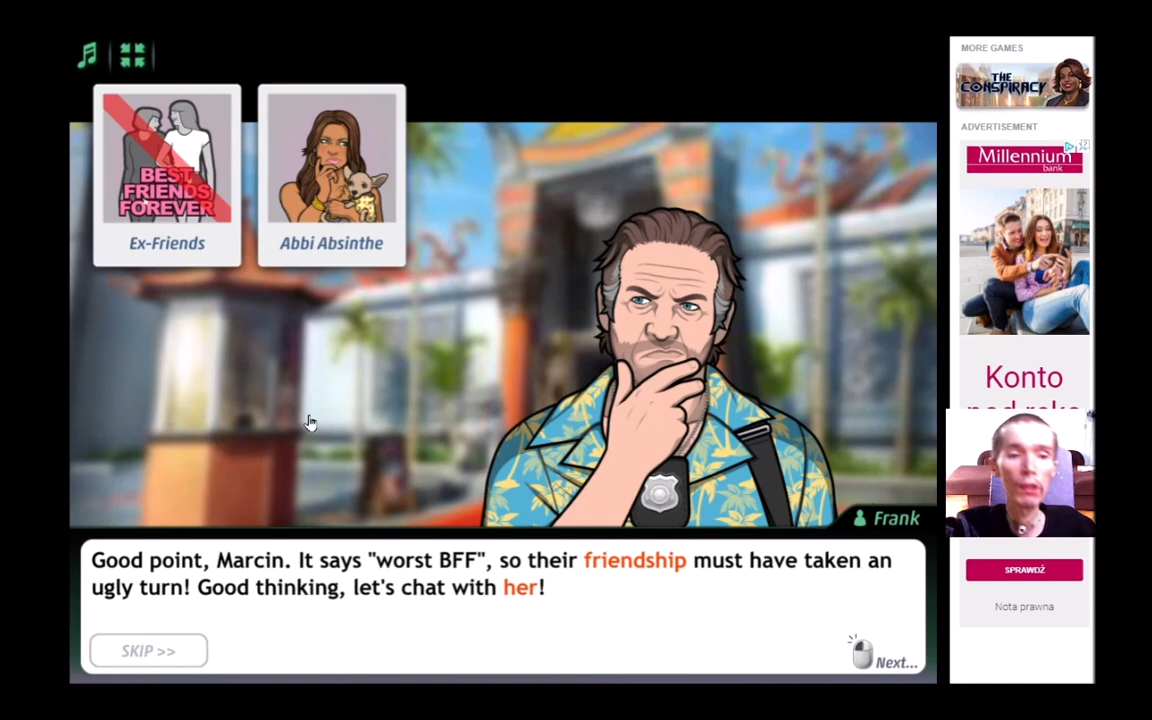 MORE GAMES
THE
CONSPIRACY
ADVERTISEMENT
Millennium
bank
BEST
FRIENDS
FOREVER
Ex-Friends
Abbi Absinthe
Konto
Frank
Good point, Marcin. It says "worst BFF", so their friendship must have taken an
ugly turn! Good thinking, let's chat with her!
SKIP >>
Next...
SPRAWDŹ
Nota prawna